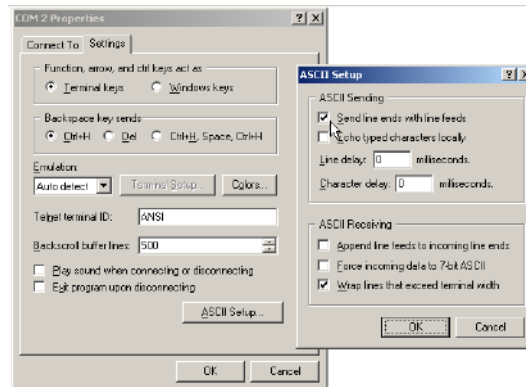 COM 2 Properties
Connect To
Settings
Function, arrow, and ctrl keys act as
Terminal keys
Windows keys
Backspace key sends
Ctrl+H
Del
Ctrl+H, Space, Ctrl+H
Emulation:
Auto detect
Terminal Setup...
Colors...
Telnet terminal ID:
ANSI
Backscroll buffer lines:
500
Play sound when connecting or disconnecting
Exit program upon disconnecting
ASCII Setup...
OK
Cancel
ASCII Setup
ASCII Sending
Send line ends with line feeds
Echo typed characters locally
Line delay: 0 milliseconds.
Character delay: 0 milliseconds.
ASCII Receiving
Append line feeds to incoming line ends
Force incoming data to 7-bit ASCII
Wrap lines that exceed terminal width
OK
Cancel